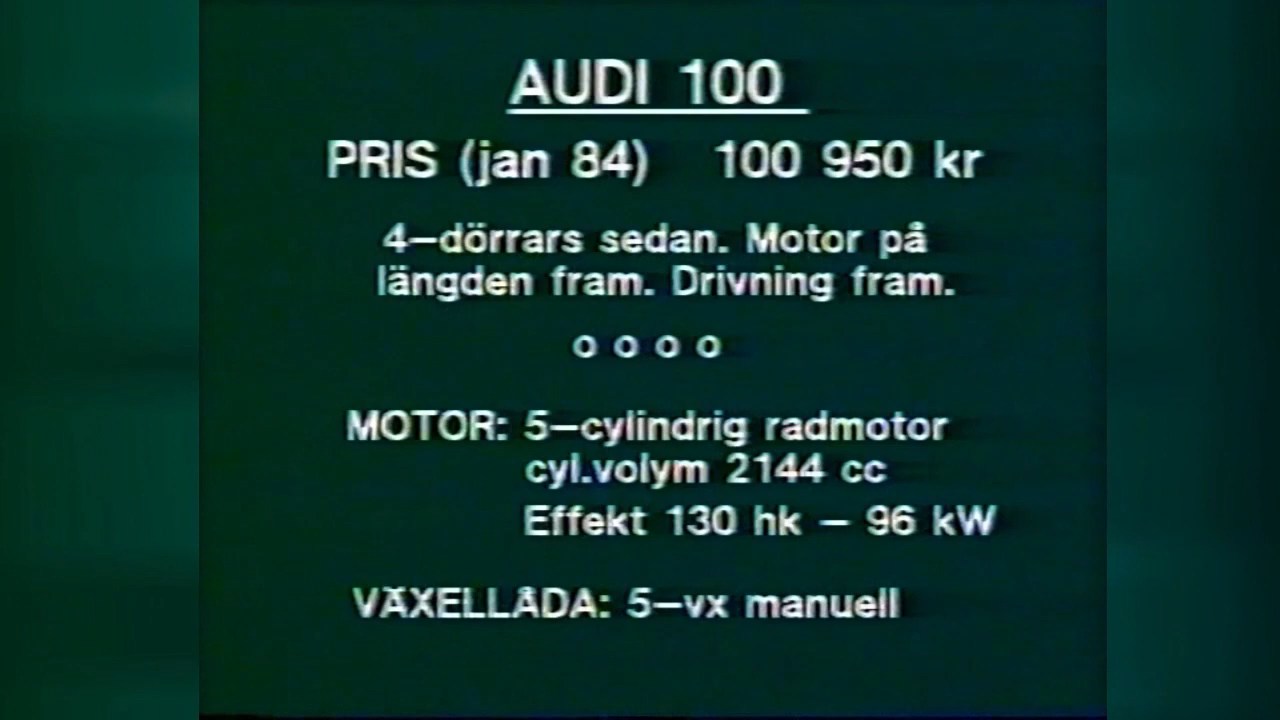 AUDI 100
PRIS (jan 84) 100 950 kr
4-dörrars sedan. Motor på
längden fram. Drivning fram.
o o o o
MOTOR: 5-cylindrig radmotor
cyl.volym 2144 cc
Effekt 130 hk - 96 kW
VÄXELLÅDA: 5-vx manuell